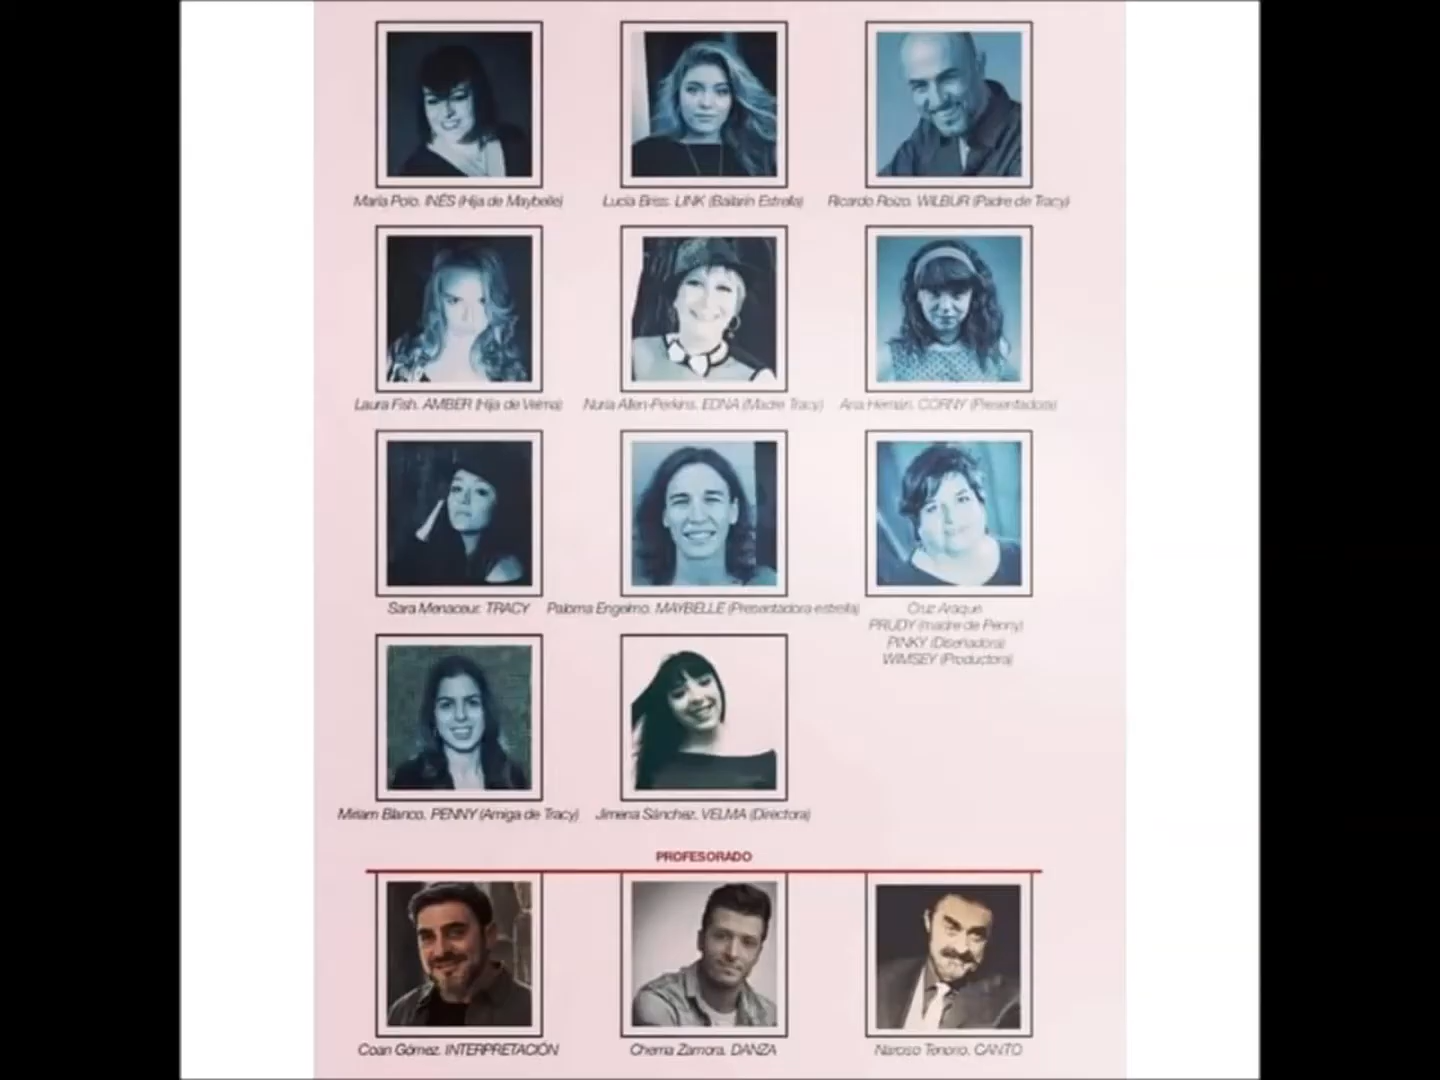 María Polo. INÉS (Hija de Maybelle)
Lucía Briss. LINK (Bailarín Estrella)
Ricardo Roizo. WILBUR (Padre de Tracy)
Laura Fish. AMBER (Hija de Velma)
Nuria Allen-Perkins. EDNA (Madre Tracy)
Ana Hernán. CORNY (Presentadora)
Sara Menaceur. TRACY
Paloma Engelmo. MAYBELLE (Presentadora estrella)
Cruz Araque.
PRUDY (madre de Penny)
PINKY (Diseñadora)
WIMSEY (Productora)
Miriam Blanco. PENNY (Amiga de Tracy)
Jimena Sánchez. VELMA (Directora)
PROFESORADO
Coan Gómez. INTERPRETACIÓN
Chema Zamora. DANZA
Narciso Tenorio. CANTO